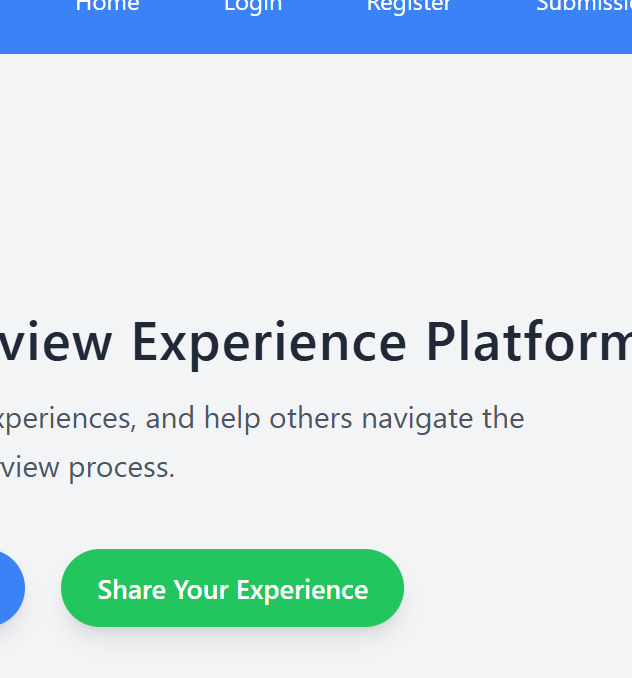 Home Login Register Submissi
view Experience Platform
xperiences, and help others navigate the
view process.
Share Your Experience